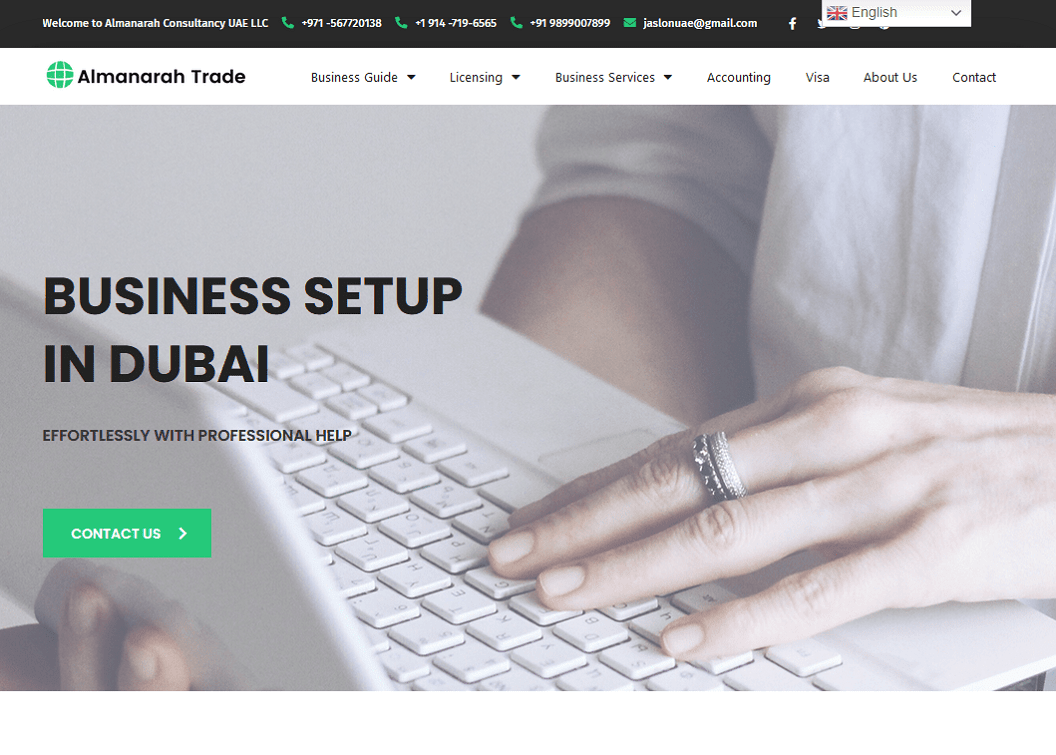 Welcome to Almanarah Consultancy UAE LLC +971 -567720138 +1 914 -719-6565 +91 9899007899 jaslonuae@gmail.com
English
Almanarah Trade Business Guide Licensing Business Services Accounting Visa About Us Contact
BUSINESS SETUP
IN DUBAI
EFFORTLESSLY WITH PROFESSIONAL HELP
CONTACT US